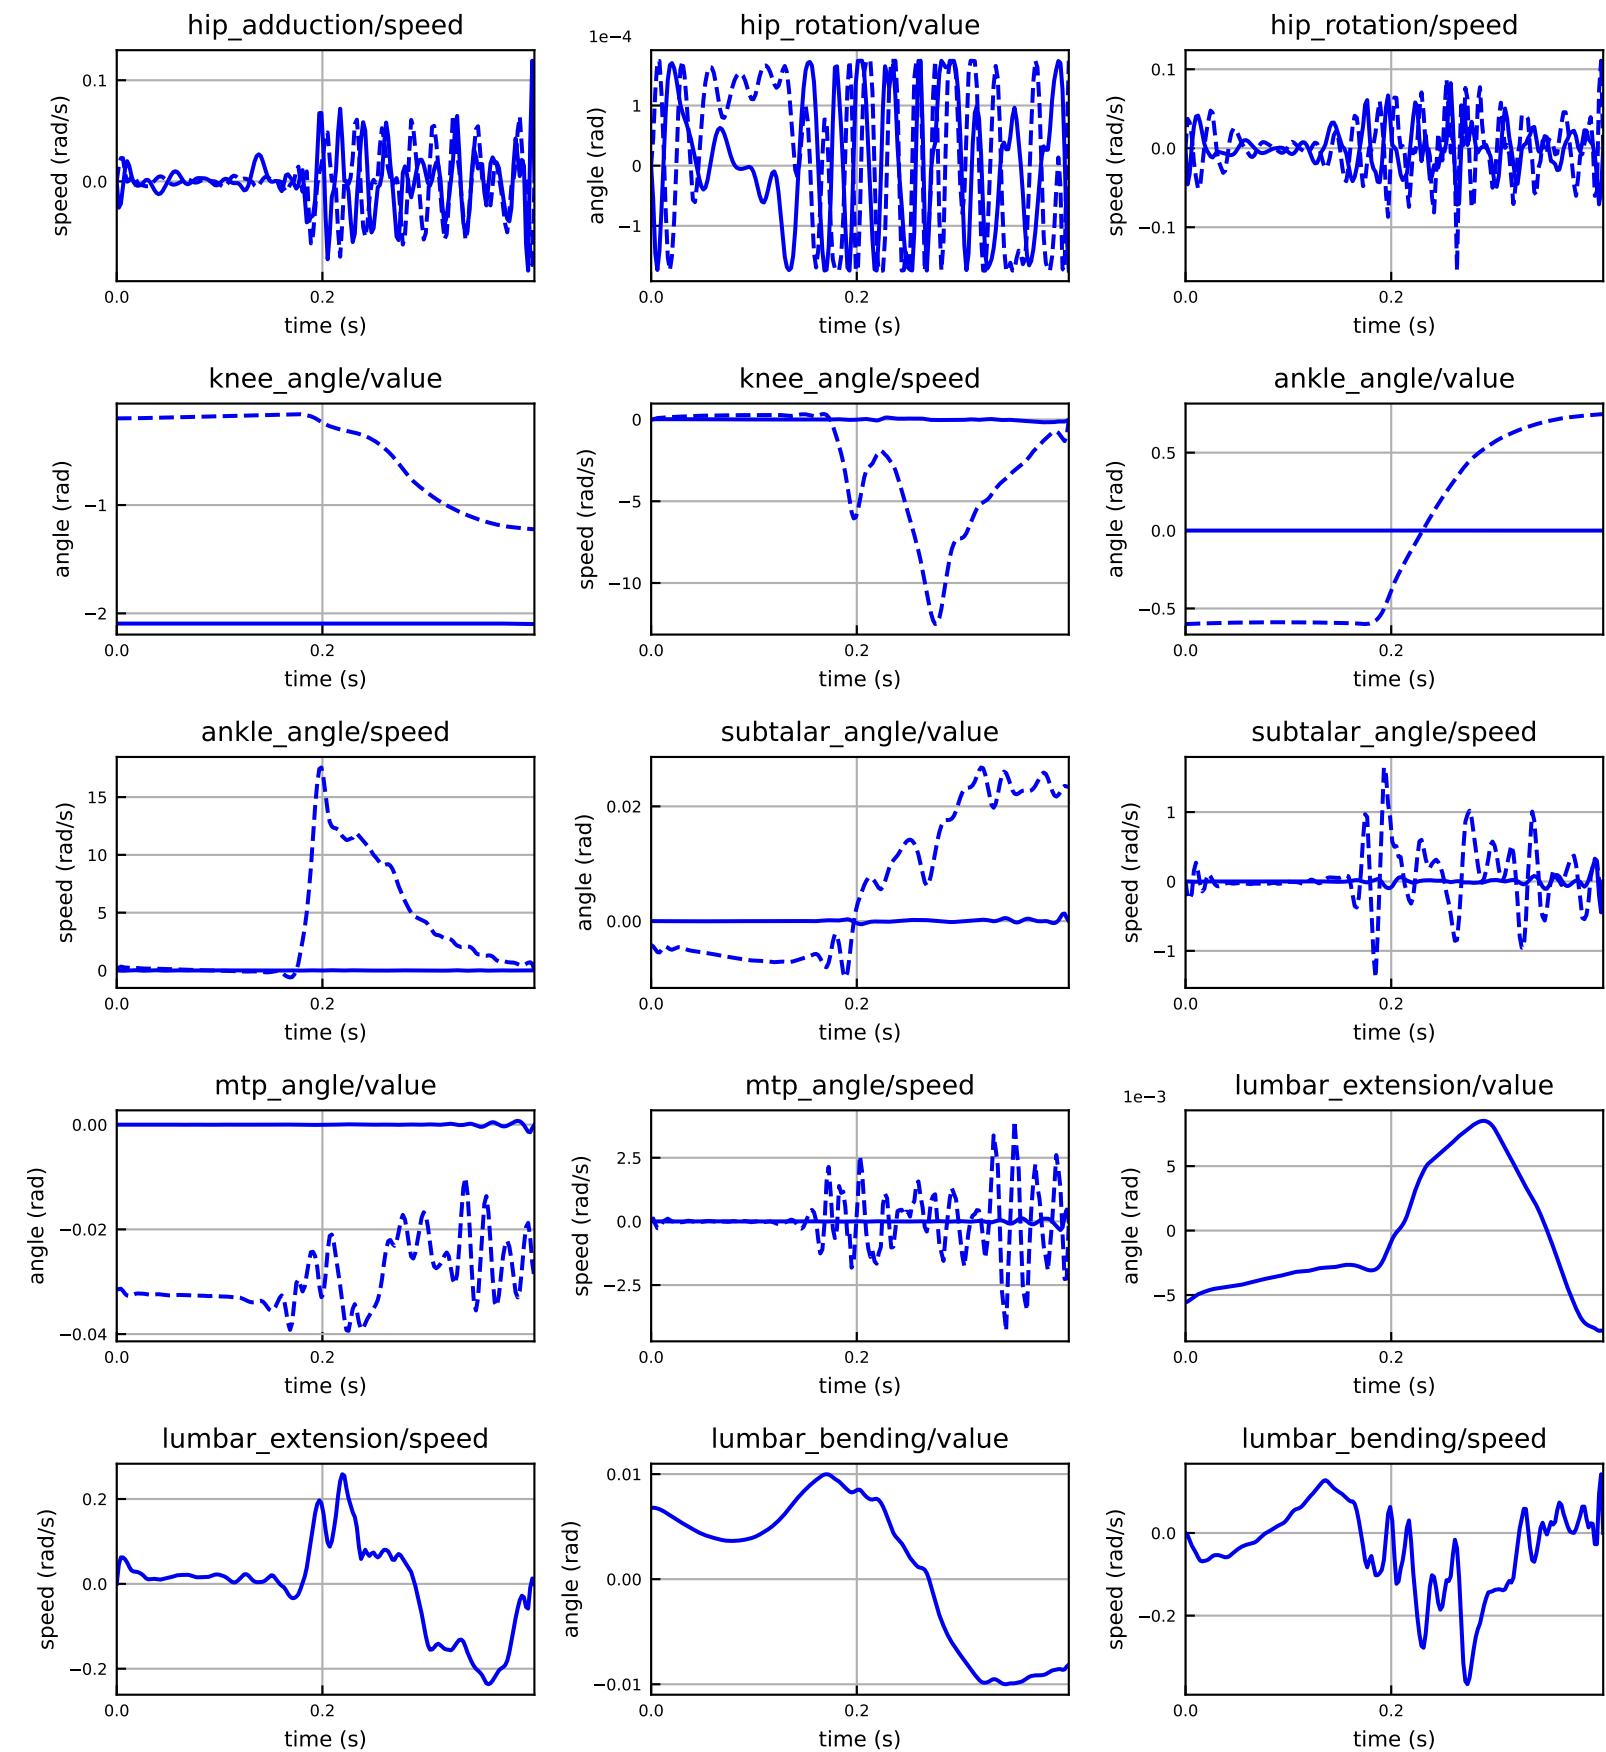 hip_adduction/speed
speed (rad/s)
0.1
0.0
0.0
0.2
time (s)
hip_rotation/value
1e−4
angle (rad)
1
0
−1
0.0
0.2
time (s)
hip_rotation/speed
speed (rad/s)
0.1
0.0
−0.1
0.0
0.2
time (s)
knee_angle/value
angle (rad)
−1
−2
0.0
0.2
time (s)
knee_angle/speed
speed (rad/s)
0
−5
−10
0.0
0.2
time (s)
ankle_angle/value
angle (rad)
0.5
0.0
−0.5
0.0
0.2
time (s)
ankle_angle/speed
speed (rad/s)
15
10
5
0
0.0
0.2
time (s)
subtalar_angle/value
angle (rad)
0.02
0.00
0.0
0.2
time (s)
subtalar_angle/speed
speed (rad/s)
1
0
−1
0.0
0.2
time (s)
mtp_angle/value
angle (rad)
0.00
−0.02
−0.04
0.0
0.2
time (s)
mtp_angle/speed
speed (rad/s)
2.5
0.0
−2.5
0.0
0.2
time (s)
lumbar_extension/value
1e−3
angle (rad)
5
0
−5
0.0
0.2
time (s)
lumbar_extension/speed
speed (rad/s)
0.2
0.0
−0.2
0.0
0.2
time (s)
lumbar_bending/value
angle (rad)
0.01
0.00
−0.01
0.0
0.2
time (s)
lumbar_bending/speed
speed (rad/s)
0.0
−0.2
0.0
0.2
time (s)